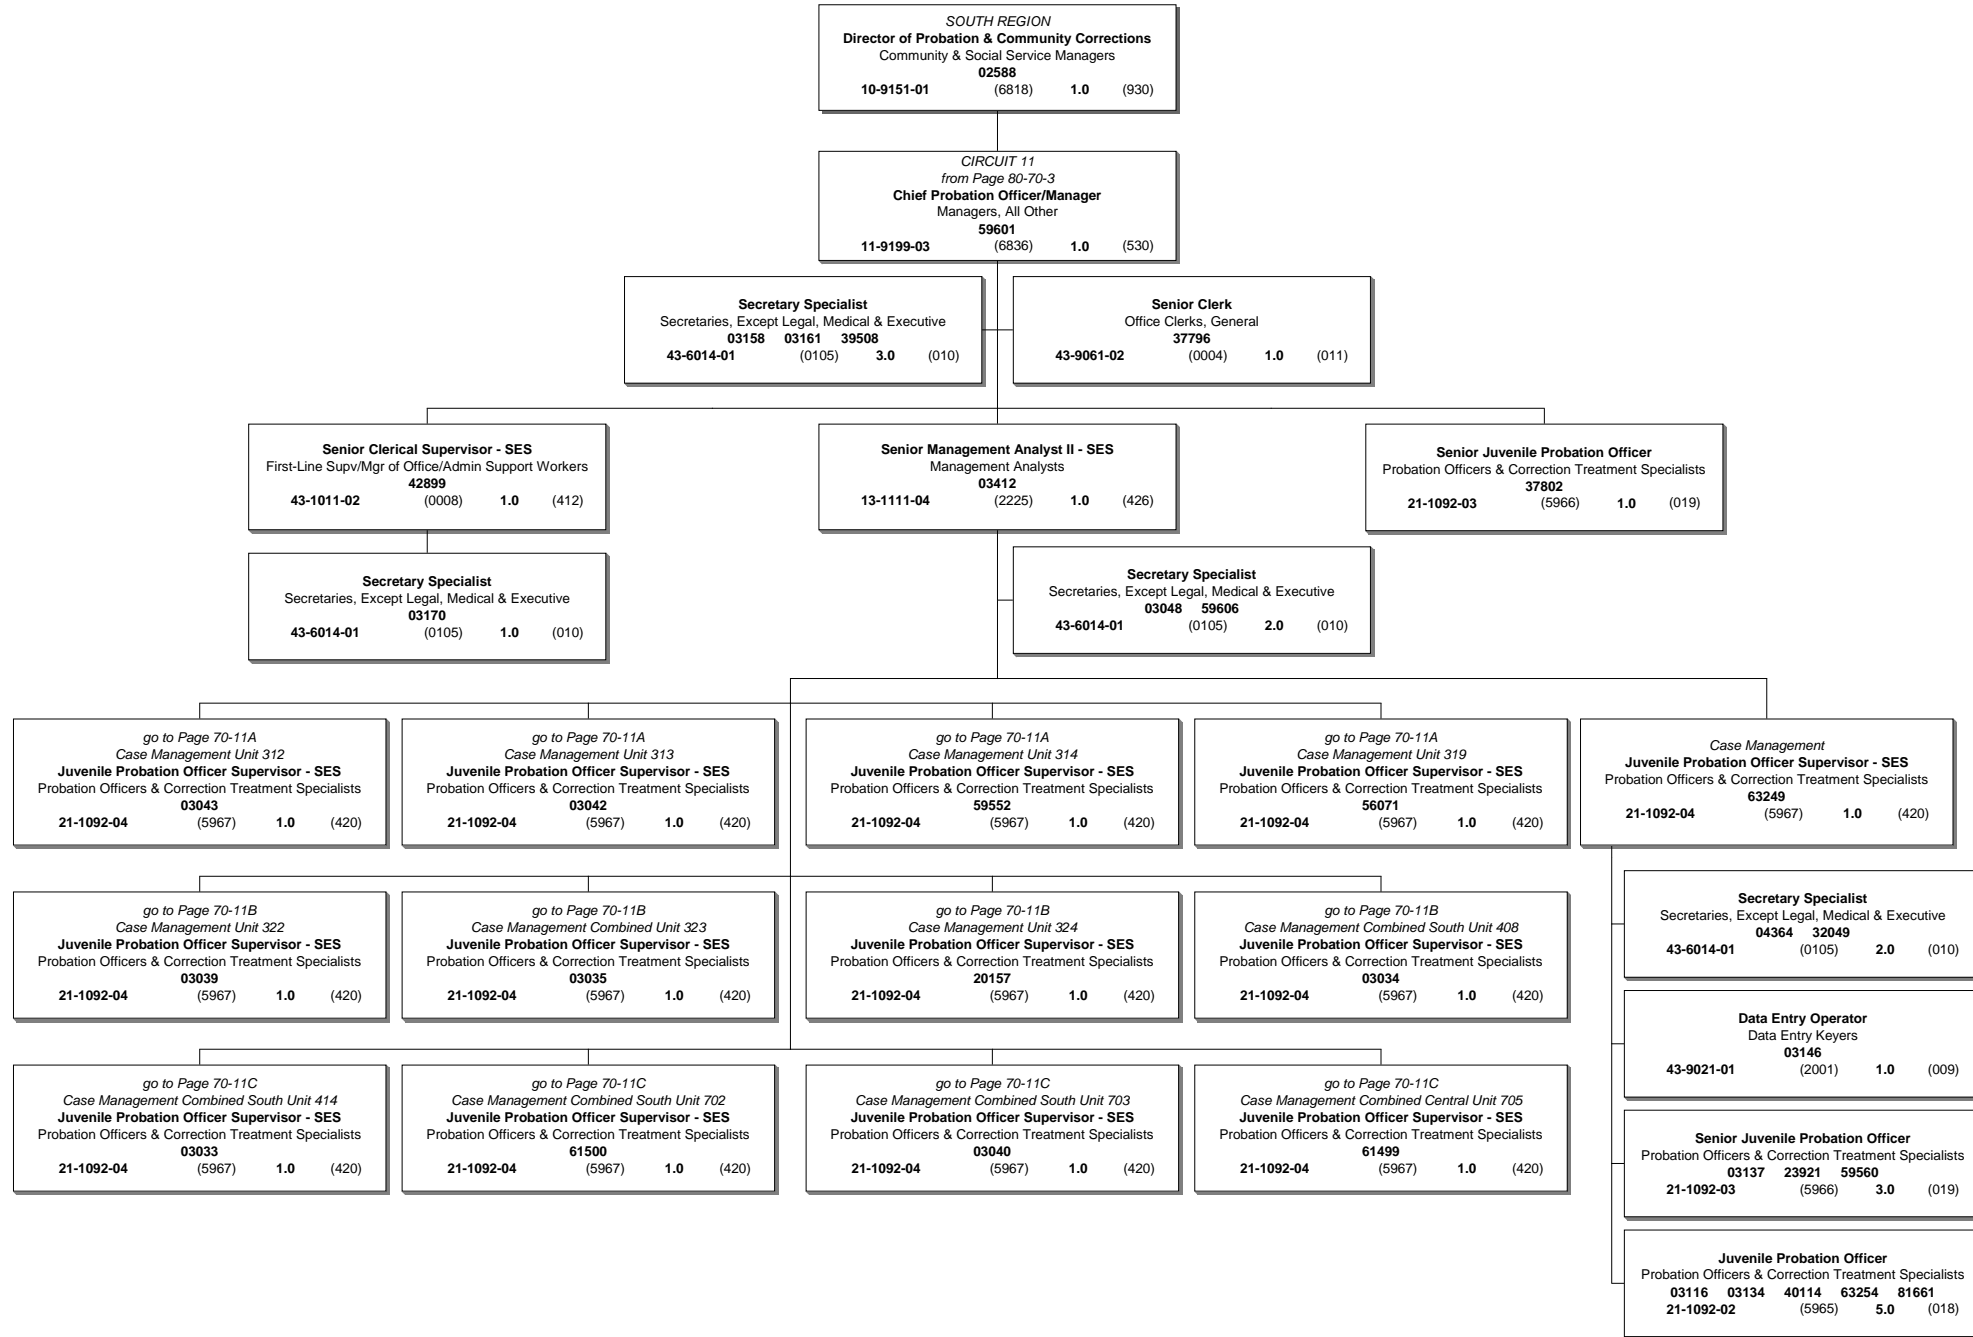 SOUTH REGION
Director of Probation & Community Corrections
Community & Social Service Managers
02588
10-9151-01 (6818) 1.0 (930)
CIRCUIT 11
from Page 80-70-3
Chief Probation Officer/Manager
Managers, All Other
59601
11-9199-03 (6836) 1.0 (530)
Secretary Specialist
Secretaries, Except Legal, Medical & Executive
03158 03161 39508
43-6014-01 (0105) 3.0 (010)
Senior Clerk
Office Clerks, General
37796
43-9061-02 (0004) 1.0 (011)
Senior Clerical Supervisor - SES
First-Line Supv/Mgr of Office/Admin Support Workers
42899
43-1011-02 (0008) 1.0 (412)
Senior Management Analyst II - SES
Management Analysts
03412
13-1111-04 (2225) 1.0 (426)
Senior Juvenile Probation Officer
Probation Officers & Correction Treatment Specialists
37802
21-1092-03 (5966) 1.0 (019)
Secretary Specialist
Secretaries, Except Legal, Medical & Executive
03170
43-6014-01 (0105) 1.0 (010)
Secretary Specialist
Secretaries, Except Legal, Medical & Executive
03048 59606
43-6014-01 (0105) 2.0 (010)
go to Page 70-11A
Case Management Unit 312
Juvenile Probation Officer Supervisor - SES
Probation Officers & Correction Treatment Specialists
03043
21-1092-04 (5967) 1.0 (420)
go to Page 70-11A
Case Management Unit 313
Juvenile Probation Officer Supervisor - SES
Probation Officers & Correction Treatment Specialists
03042
21-1092-04 (5967) 1.0 (420)
go to Page 70-11A
Case Management Unit 314
Juvenile Probation Officer Supervisor - SES
Probation Officers & Correction Treatment Specialists
59552
21-1092-04 (5967) 1.0 (420)
go to Page 70-11A
Case Management Unit 319
Juvenile Probation Officer Supervisor - SES
Probation Officers & Correction Treatment Specialists
56071
21-1092-04 (5967) 1.0 (420)
Case Management
Juvenile Probation Officer Supervisor - SES
Probation Officers & Correction Treatment Specialists
63249
21-1092-04 (5967) 1.0 (420)
go to Page 70-11B
Case Management Unit 322
Juvenile Probation Officer Supervisor - SES
Probation Officers & Correction Treatment Specialists
03039
21-1092-04 (5967) 1.0 (420)
go to Page 70-11B
Case Management Combined Unit 323
Juvenile Probation Officer Supervisor - SES
Probation Officers & Correction Treatment Specialists
03035
21-1092-04 (5967) 1.0 (420)
go to Page 70-11B
Case Management Unit 324
Juvenile Probation Officer Supervisor - SES
Probation Officers & Correction Treatment Specialists
20157
21-1092-04 (5967) 1.0 (420)
go to Page 70-11B
Case Management Combined South Unit 408
Juvenile Probation Officer Supervisor - SES
Probation Officers & Correction Treatment Specialists
03034
21-1092-04 (5967) 1.0 (420)
go to Page 70-11C
Case Management Combined South Unit 414
Juvenile Probation Officer Supervisor - SES
Probation Officers & Correction Treatment Specialists
03033
21-1092-04 (5967) 1.0 (420)
go to Page 70-11C
Case Management Combined South Unit 702
Juvenile Probation Officer Supervisor - SES
Probation Officers & Correction Treatment Specialists
61500
21-1092-04 (5967) 1.0 (420)
go to Page 70-11C
Case Management Combined South Unit 703
Juvenile Probation Officer Supervisor - SES
Probation Officers & Correction Treatment Specialists
03040
21-1092-04 (5967) 1.0 (420)
go to Page 70-11C
Case Management Combined Central Unit 705
Juvenile Probation Officer Supervisor - SES
Probation Officers & Correction Treatment Specialists
61499
21-1092-04 (5967) 1.0 (420)
Secretary Specialist
Secretaries, Except Legal, Medical & Executive
04364 32049
43-6014-01 (0105) 2.0 (010)
Data Entry Operator
Data Entry Keyers
03146
43-9021-01 (2001) 1.0 (009)
Senior Juvenile Probation Officer
Probation Officers & Correction Treatment Specialists
03137 23921 59560
21-1092-03 (5966) 3.0 (019)
Juvenile Probation Officer
Probation Officers & Correction Treatment Specialists
03116 03134 40114 63254 81661
21-1092-02 (5965) 5.0 (018)